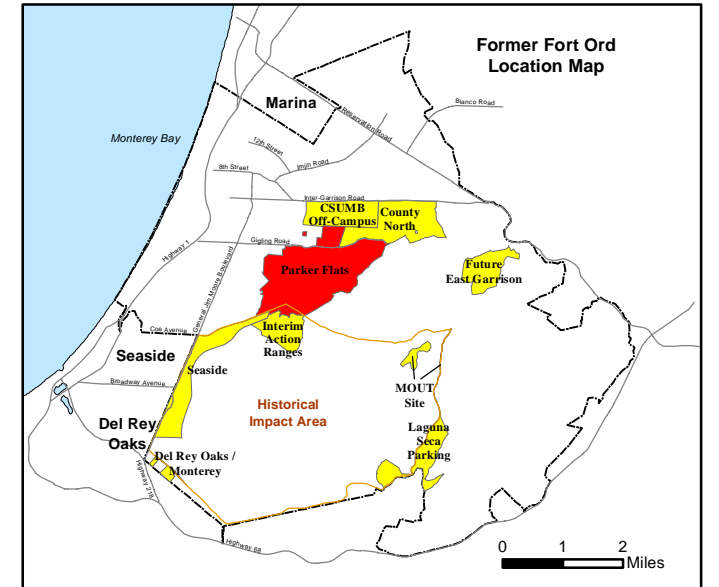 Former Fort Ord
Location Map
Marina
Blanco Road
Reservation Road
Monterey Bay
12th Street
8th Street
Imjin Road
Inter-Garrison Road
CSUMB
Off-Campus
County
North
Gigling Road
Highway 1
General Jim Moore Boulevard
Parker Flats
Future
East Garrison
Coe Avenue
Interim
Action
Ranges
Seaside
Seaside
Broadway Avenue
MOUT
Site
Historical
Impact Area
Del Rey
Oaks
Laguna
Seca
Parking
Del Rey Oaks /
Monterey
Highway 218
Highway 68
0 1 2
Miles